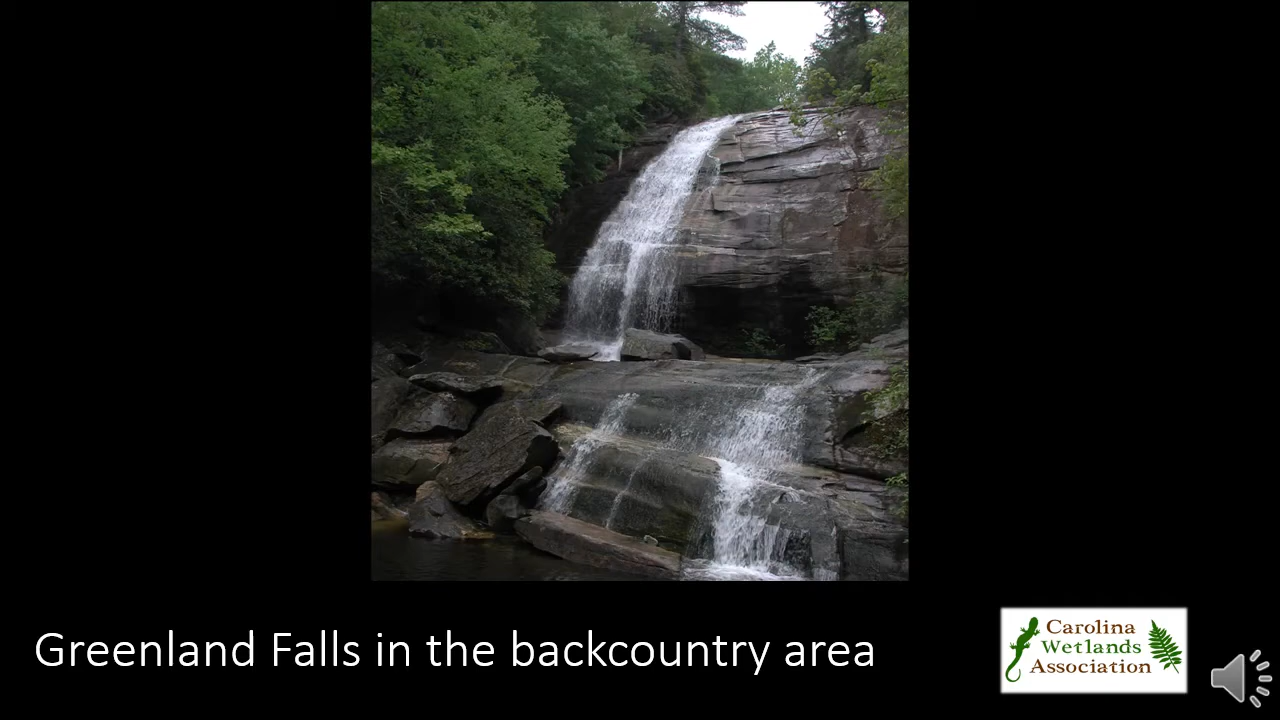 Greenland Falls in the backcountry area
Carolina
Wetlands
Association